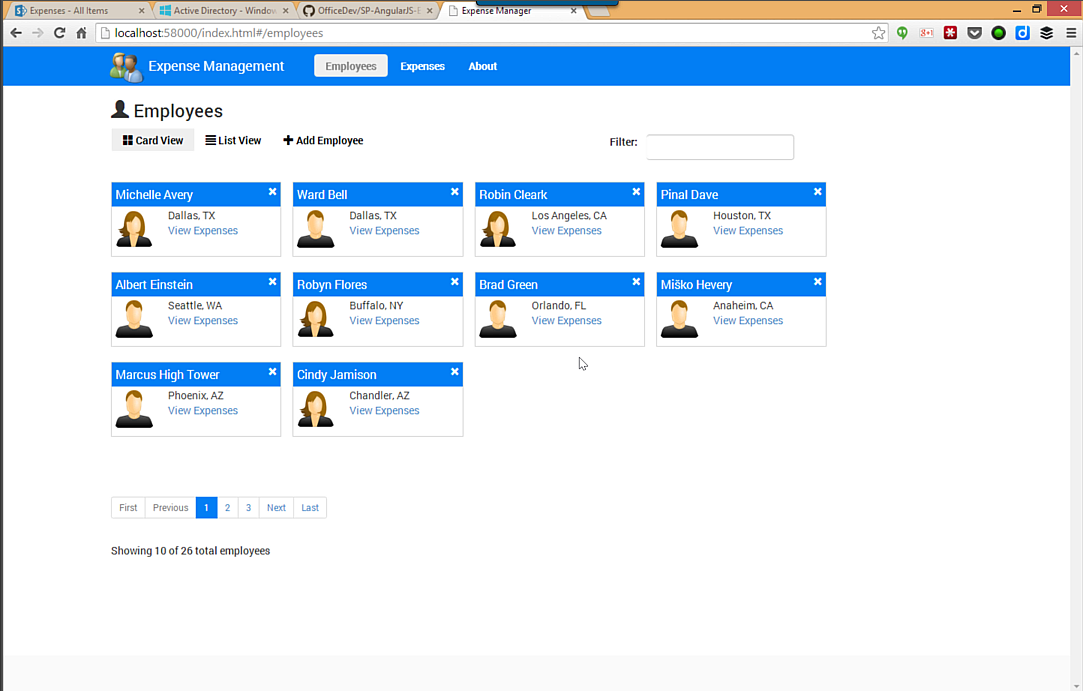 Expenses - All Items
Active Directory - Window
OfficeDev/SP-AngularJS-E
Expense Manager
localhost:58000/index.html#/employees
g+1
Expense Management
Employees
Expenses
About
Employees
Card View
List View
Add Employee
Filter:
Michelle Avery
Dallas, TX
View Expenses
Ward Bell
Dallas, TX
View Expenses
Robin Cleark
Los Angeles, CA
View Expenses
Pinal Dave
Houston, TX
View Expenses
Albert Einstein
Seattle, WA
View Expenses
Robyn Flores
Buffalo, NY
View Expenses
Brad Green
Orlando, FL
View Expenses
Miško Hevery
Anaheim, CA
View Expenses
Marcus High Tower
Phoenix, AZ
View Expenses
Cindy Jamison
Chandler, AZ
View Expenses
First Previous 1 2 3 Next Last
Showing 10 of 26 total employees